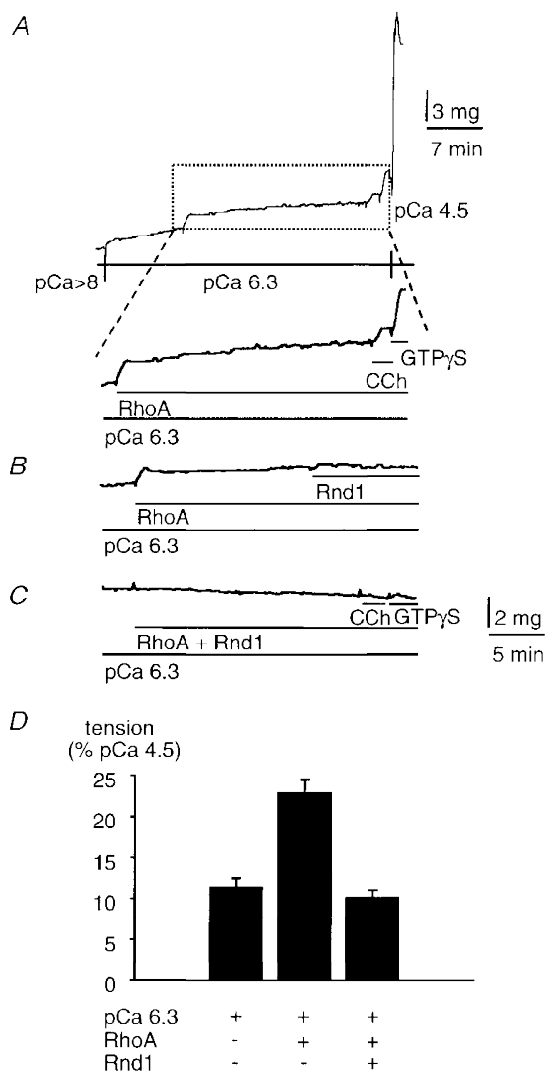 A
3 mg
7 min
pCa 4.5
pCa>8
pCa 6.3
GTPγS
CCh
RhoA
pCa 6.3
B
Rnd1
RhoA
pCa 6.3
C
CCh GTPγS
2 mg
RhoA + Rnd1
5 min
pCa 6.3
D
tension
(% pCa 4.5)
25
20
15
10
5
0
pCa 6.3 + + +
RhoA - + +
Rnd1 - - +